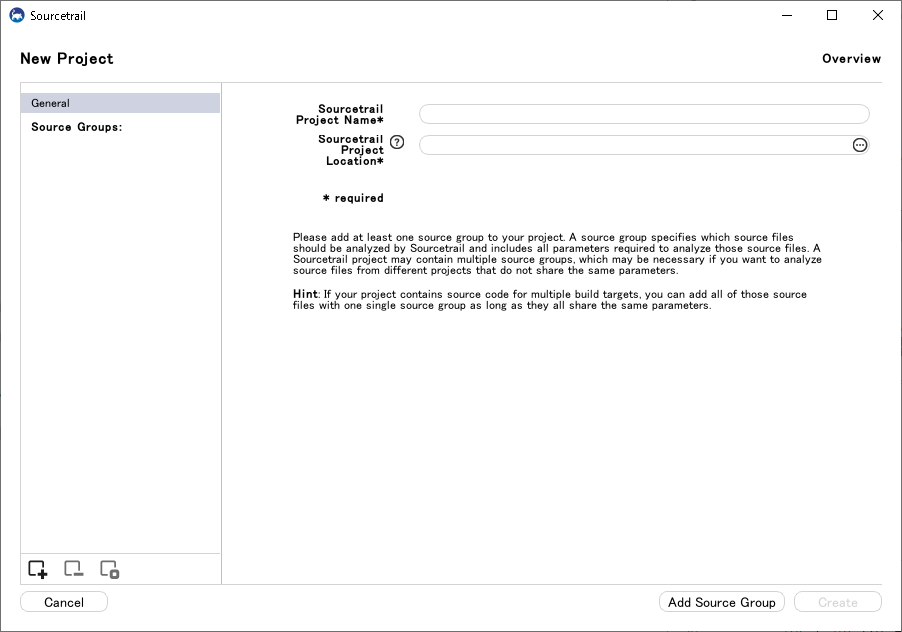 Sourcetrail
New Project
Overview
General
Source Groups:
Sourcetrail
Project Name*
Sourcetrail
Project
Location*
* required
Please add at least one source group to your project. A source group specifies which source files
should be analyzed by Sourcetrail and includes all parameters required to analyze those source files. A
Sourcetrail project may contain multiple source groups, which may be necessary if you want to analyze
source files from different projects that do not share the same parameters.
Hint: If your project contains source code for multiple build targets, you can add all of those source
files with one single source group as long as they all share the same parameters.
Cancel
Add Source Group
Create